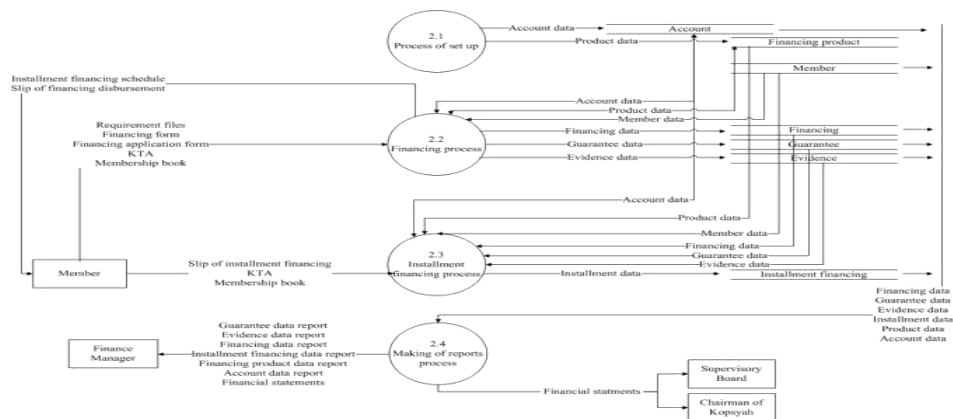 2.1
Process of set up
Account data
Account
Product data
Financing product
Member
Installment financing schedule
Slip of financing disbursement
Account data
Product data
Member data
Requirement files
Financing form
Financing application form
KTA
Membership book
2.2
Financing process
Financing data
Financing
Guarantee data
Guarantee
Evidence data
Evidence
Account data
Product data
Member data
Financing data
Guarantee data
Evidence data
Member
Slip of installment financing
KTA
Membership book
2.3
Installment
financing process
Installment data
Installment financing
Financing data
Guarantee data
Evidence data
Installment data
Product data
Account data
Finance
Manager
Guarantee data report
Evidence data report
Financing data report
Installment financing data report
Financing product data report
Account data report
Financial statements
2.4
Making of reports
process
Financial statments
Supervisory
Board
Chairman of
Kopsyah